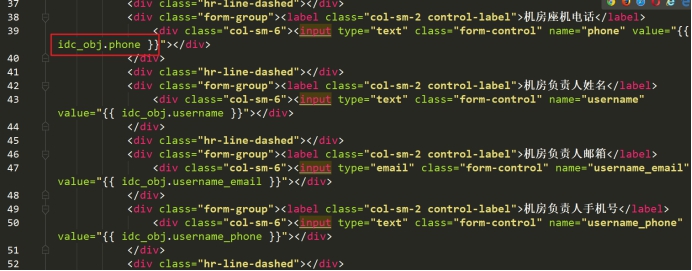 37 <div class="hr-line-dashed"></div>
38 <div class="form-group"><label class="col-sm-2 control-label">机房座机电话</label>
39 <div class="col-sm-6"><input type="text" class="form-control" name="phone" value="{{
idc_obj.phone }}"></div>
40 </div>
41 <div class="hr-line-dashed"></div>
42 <div class="form-group"><label class="col-sm-2 control-label">机房负责人姓名</label>
43 <div class="col-sm-6"><input type="text" class="form-control" name="username"
value="{{ idc_obj.username }}"></div>
44 </div>
45 <div class="hr-line-dashed"></div>
46 <div class="form-group"><label class="col-sm-2 control-label">机房负责人邮箱</label>
47 <div class="col-sm-6"><input type="email" class="form-control" name="username_email"
value="{{ idc_obj.username_email }}"></div>
48 </div>
49 <div class="form-group"><label class="col-sm-2 control-label">机房负责人手机号</label>
50 <div class="col-sm-6"><input type="text" class="form-control" name="username_phone"
value="{{ idc_obj.username_phone }}"></div>
51 </div>
52 <div class="hr-line-dashed"></div>